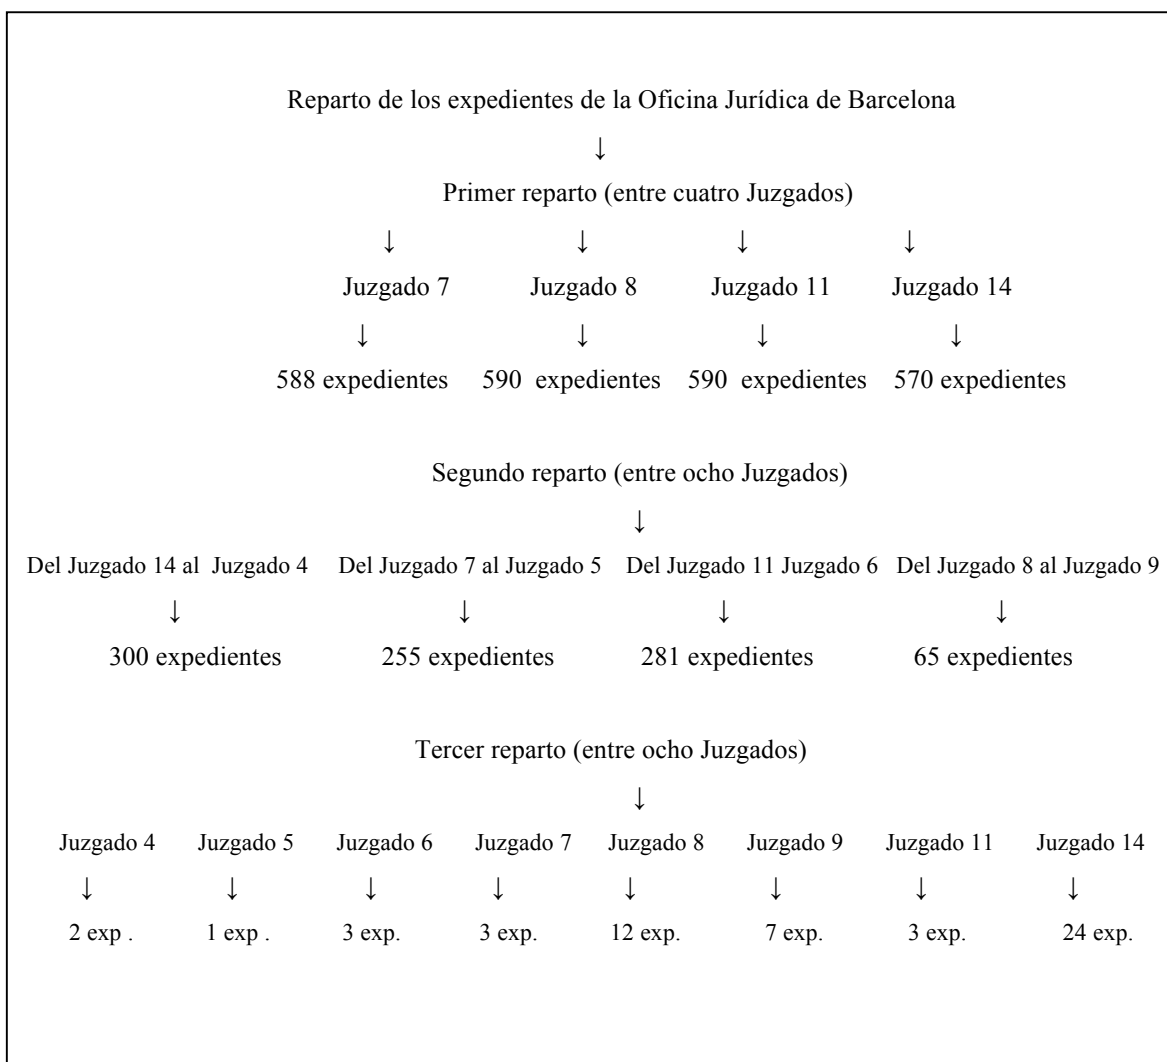 Reparto de los expedientes de la Oficina Jurídica de Barcelona
↓
Primer reparto (entre cuatro Juzgados)
↓ ↓ ↓ ↓
Juzgado 7 Juzgado 8 Juzgado 11 Juzgado 14
↓ ↓ ↓ ↓
588 expedientes 590 expedientes 590 expedientes 570 expedientes
Segundo reparto (entre ocho Juzgados)
↓
Del Juzgado 14 al Juzgado 4 Del Juzgado 7 al Juzgado 5 Del Juzgado 11 Juzgado 6 Del Juzgado 8 al Juzgado 9
↓ ↓ ↓ ↓
300 expedientes 255 expedientes 281 expedientes 65 expedientes
Tercer reparto (entre ocho Juzgados)
↓
Juzgado 4 Juzgado 5 Juzgado 6 Juzgado 7 Juzgado 8 Juzgado 9 Juzgado 11 Juzgado 14
↓ ↓ ↓ ↓ ↓ ↓ ↓ ↓
2 exp . 1 exp . 3 exp. 3 exp. 12 exp. 7 exp. 3 exp. 24 exp.